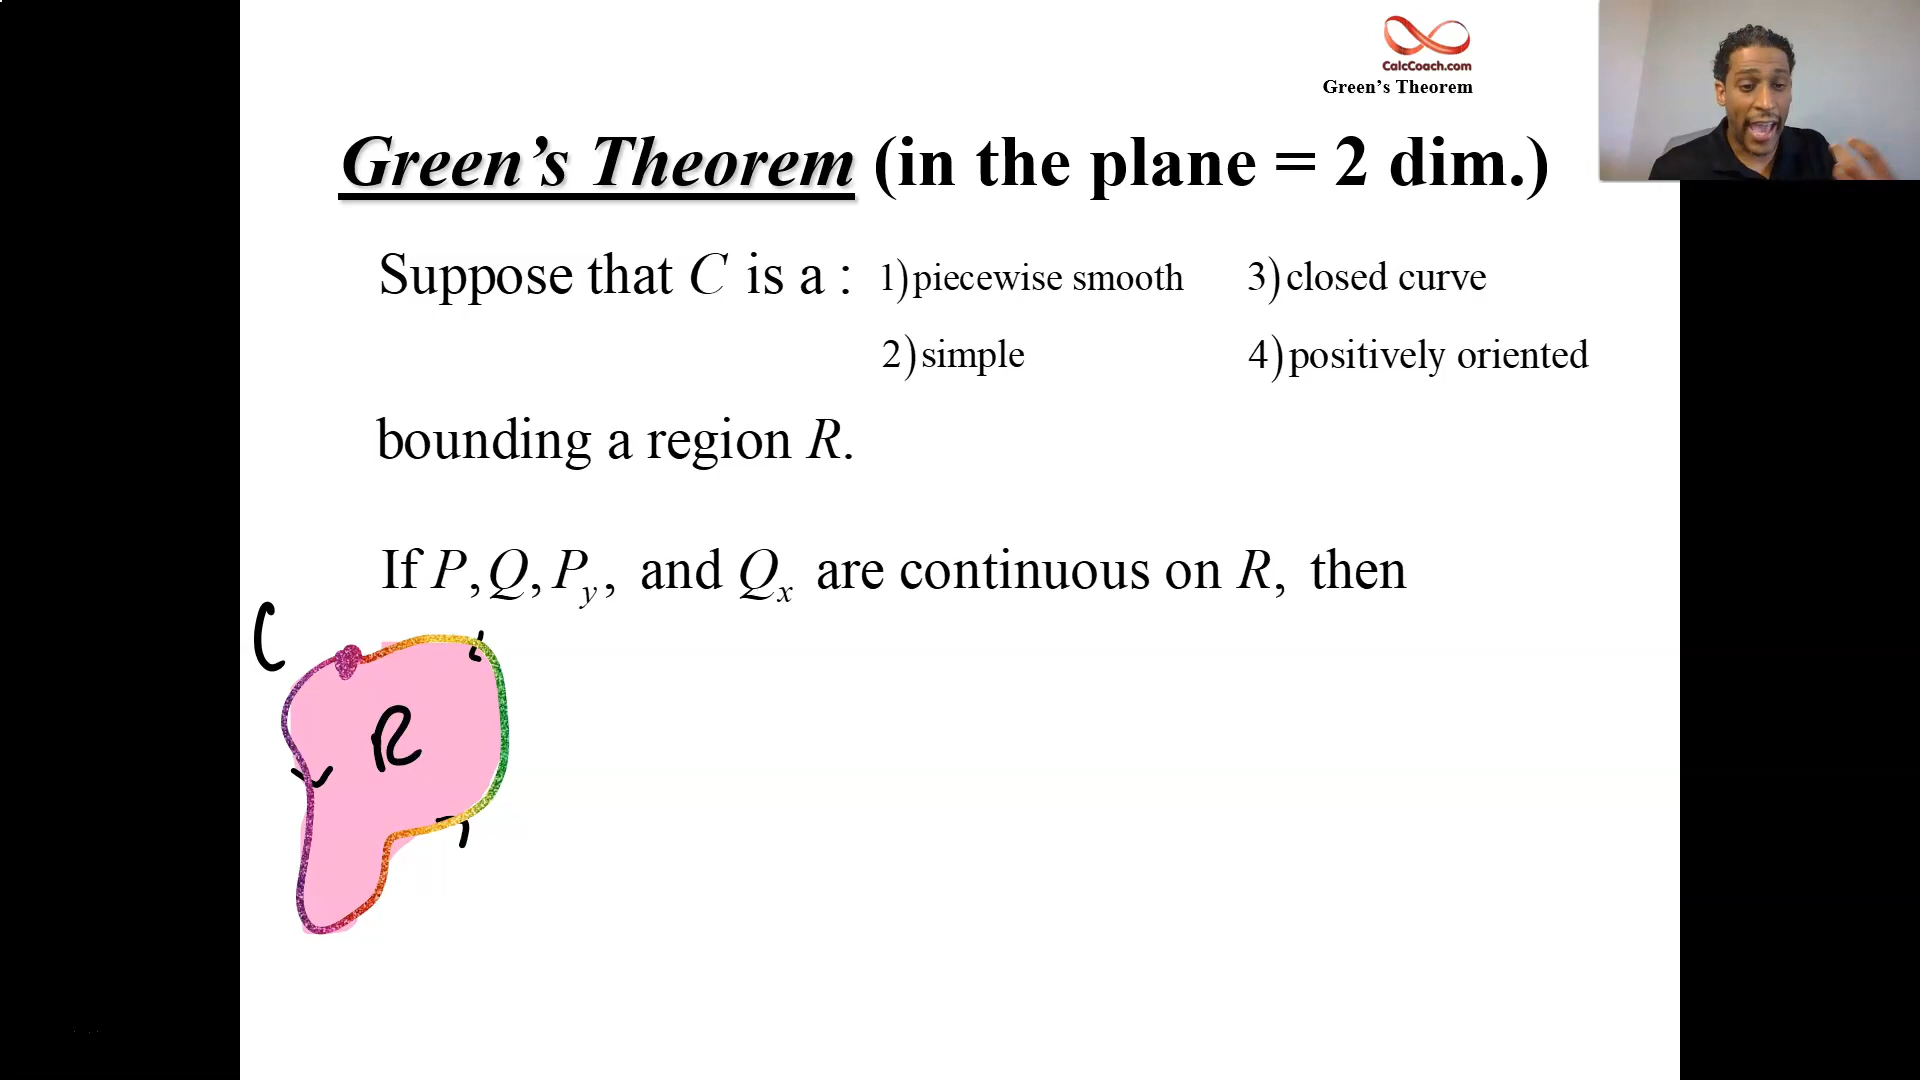 CalcCoach.com
Green's Theorem
Green's Theorem (in the plane = 2 dim.)
Suppose that C is a : 1) piecewise smooth 3) closed curve
2) simple 4) positively oriented
bounding a region R.
If P, Q, P_y, and Q_x are continuous on R, then
C
R